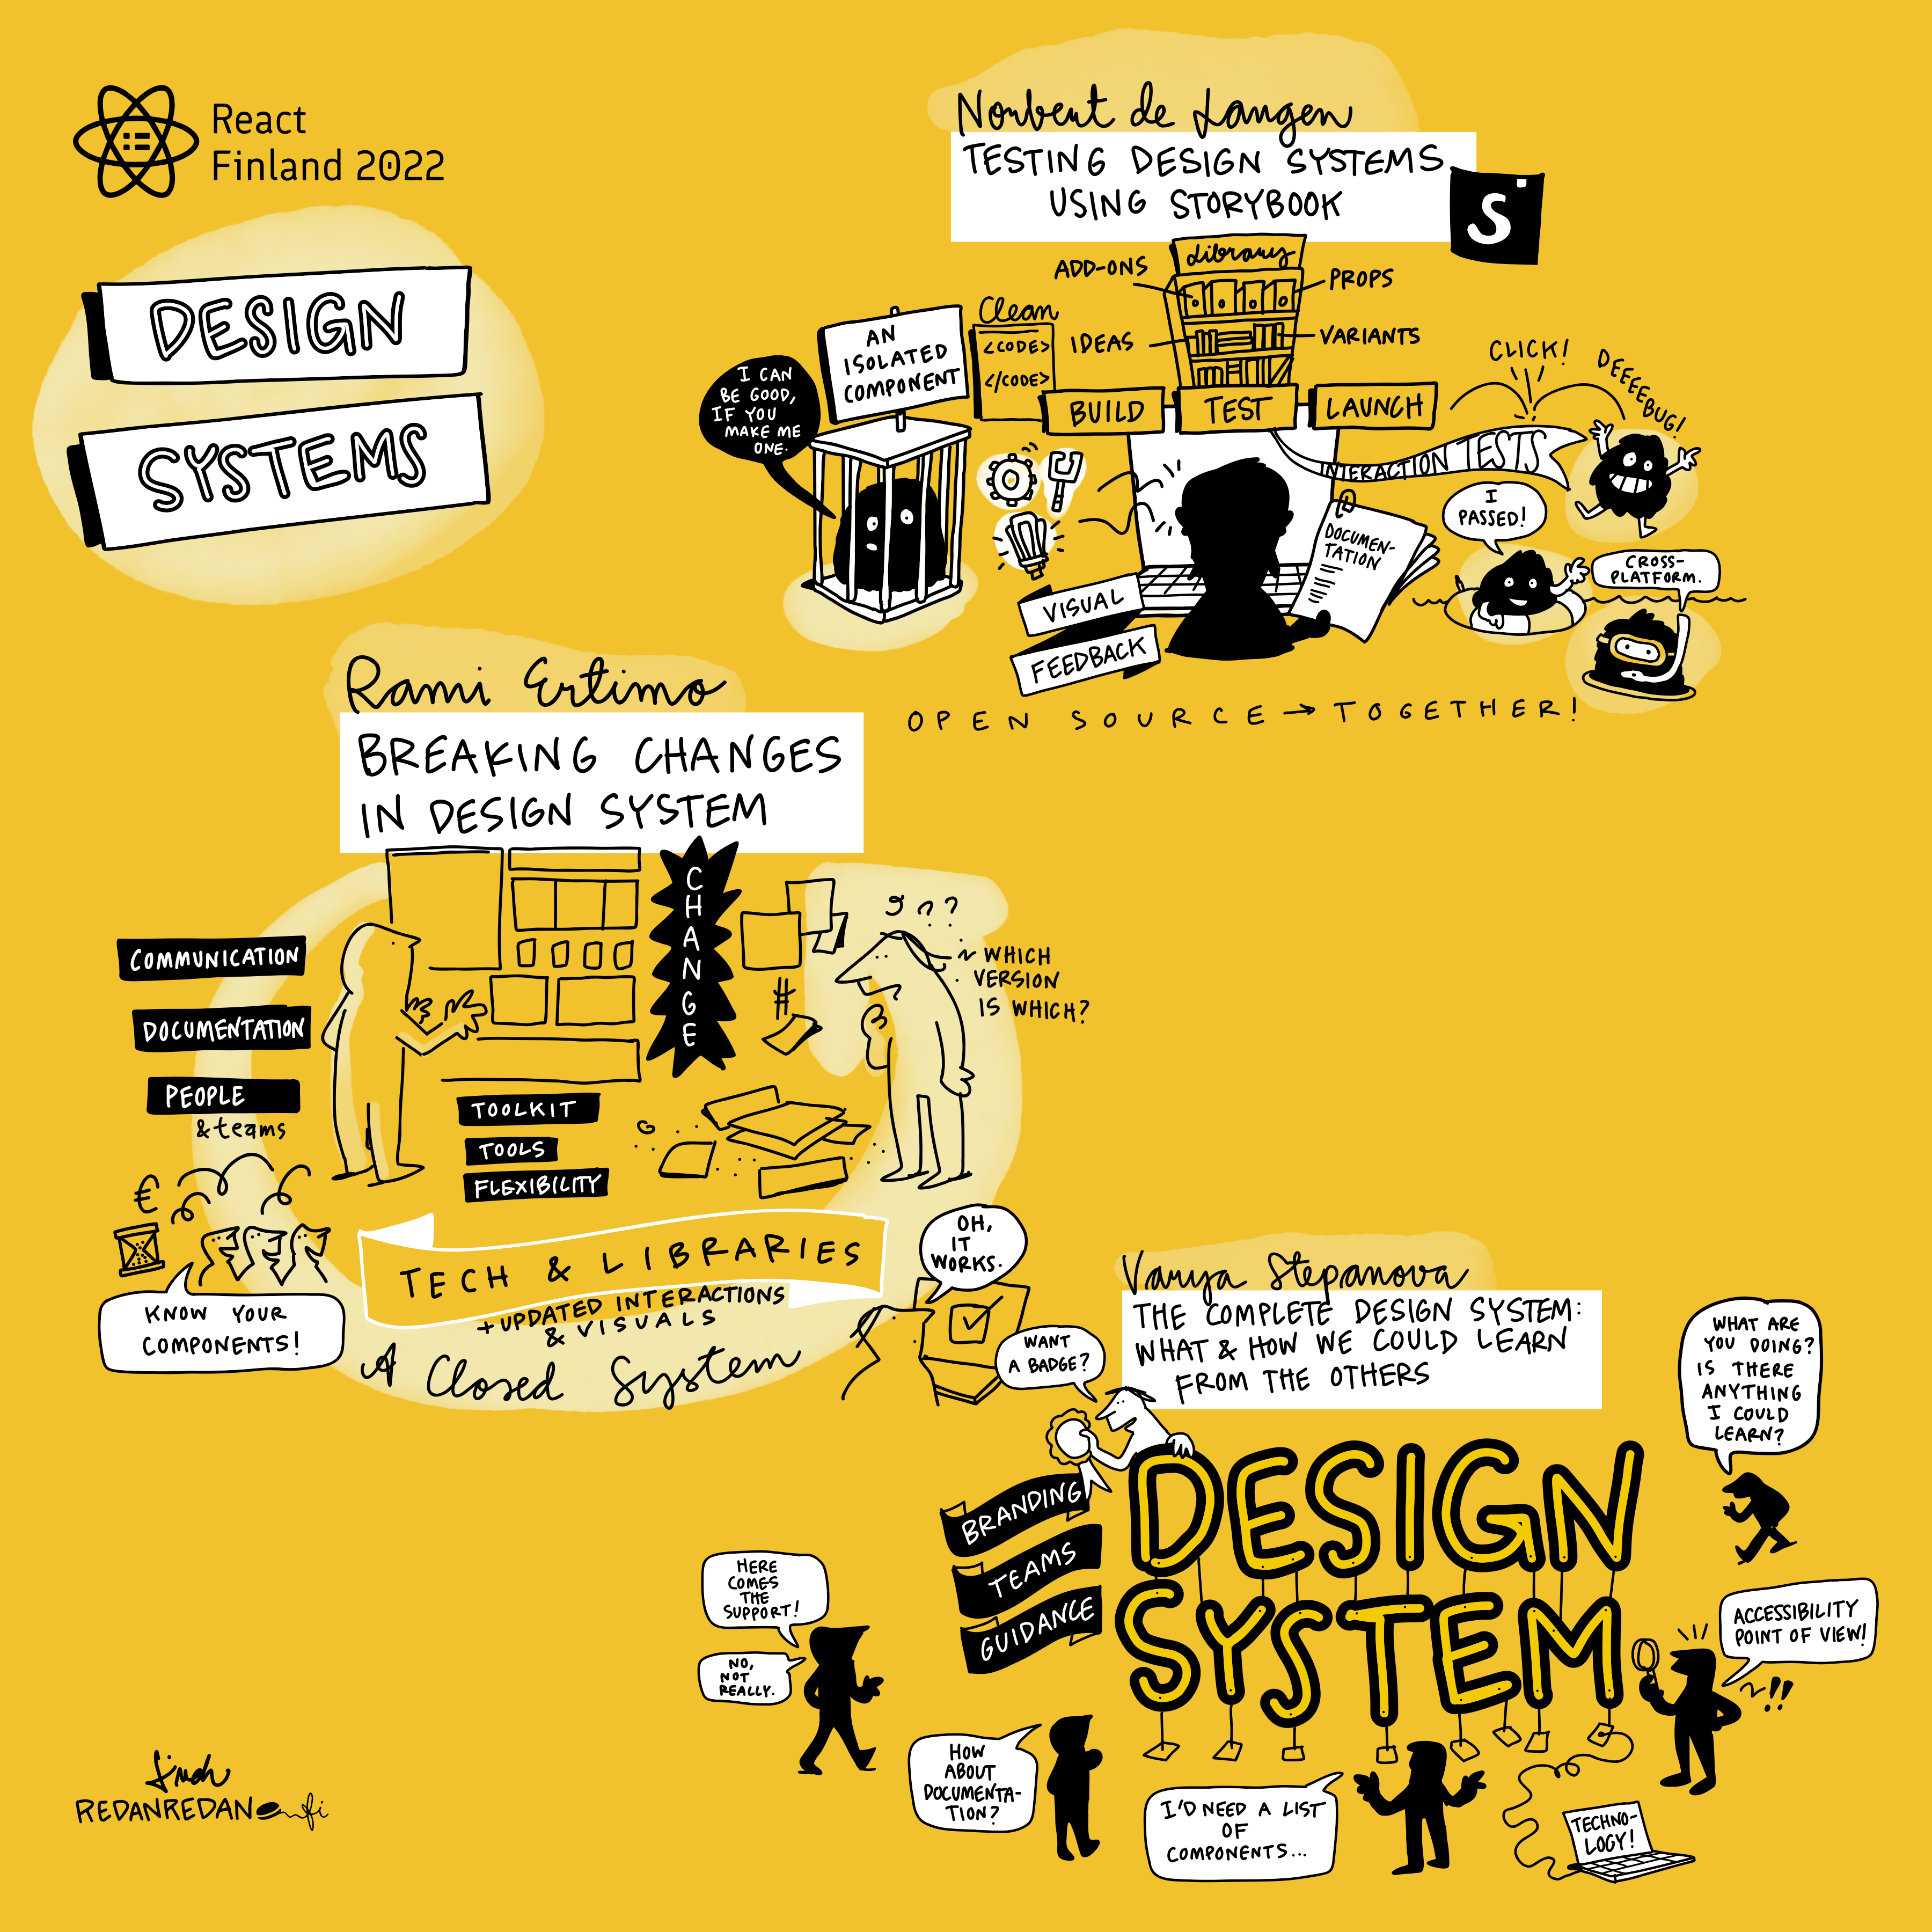 React
Finland 2022
DESIGN
SYSTEMS
Norbert de Langen
TESTING DESIGN SYSTEMS
USING STORYBOOK
S
Library
ADD-ONS
PROPS
IDEAS
VARIANTS
Clean
<CODE>
</CODE>
AN
ISOLATED
COMPONENT
I CAN
BE GOOD,
IF YOU
MAKE ME
ONE.
BUILD
TEST
LAUNCH
CLICK!
DEEEEBUG!
INTERACTION TESTS
I
PASSED!
CROSS-
PLATFORM.
DOCUMEN-
TATION
VISUAL
FEEDBACK
OPEN SOURCE → TOGETHER!
Rami Ertimo
BREAKING CHANGES
IN DESIGN SYSTEM
CHANGE
COMMUNICATION
DOCUMENTATION
PEOPLE
& teams
???
~ WHICH
VERSION
IS WHICH?
#
TOOLKIT
TOOLS
FLEXIBILITY
€
KNOW YOUR
COMPONENTS!
TECH & LIBRARIES
+ UPDATED INTERACTIONS
& VISUALS
A Closed System
OH,
IT
WORKS.
Varya Stepanova
THE COMPLETE DESIGN SYSTEM:
WHAT & HOW WE COULD LEARN
FROM THE OTHERS
WANT
A BADGE?
BRANDING
TEAMS
GUIDANCE
DESIGN
SYSTEM
WHAT ARE
YOU DOING?
IS THERE
ANYTHING
I COULD
LEARN?
ACCESSIBILITY
POINT OF VIEW!
~!!
HERE
COMES
THE
SUPPORT!
NO,
NOT
REALLY.
HOW
ABOUT
DOCUMENTA-
TION?
I'D NEED A LIST
OF
COMPONENTS...
TECHNO-
LOGY!
REDANREDAN